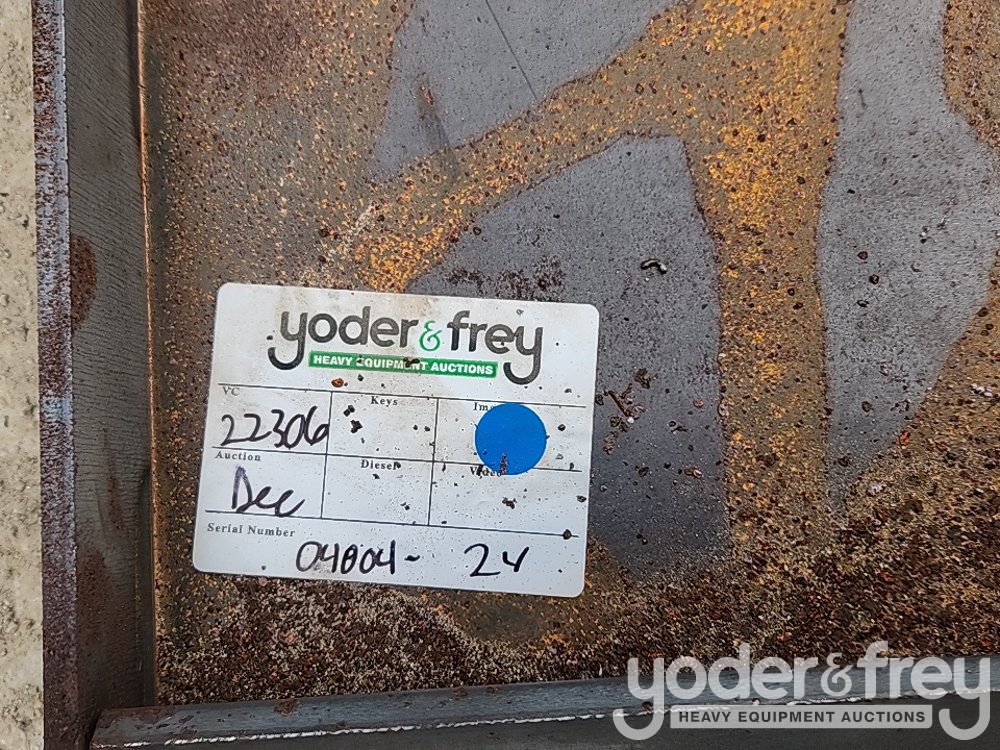 yoder & frey
HEAVY EQUIPMENT AUCTIONS
VC Keys
22306
Auction Diesel Video
Dec
Serial Number
04804- 24
yoder & frey
HEAVY EQUIPMENT AUCTIONS